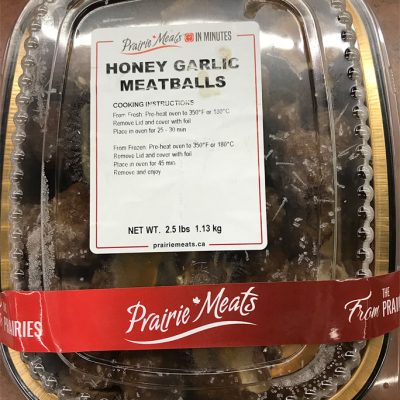 Prairie Meats IN MINUTES
HONEY GARLIC
MEATBALLS
COOKING INSTRUCTIONS
From Fresh: Pre-heat oven to 350°F or 180°C
Remove Lid and cover with foil
Place in oven for 25 - 30 min
From Frozen: Pre-heat oven to 350°F or 180°C
Remove Lid and cover with foil
Place in oven for 45 min
Remove and enjoy
NET WT. 2.5 lbs 1.13 kg
prairiemeats.ca
Prairie Meats
AIRIES
From THE
PRAI